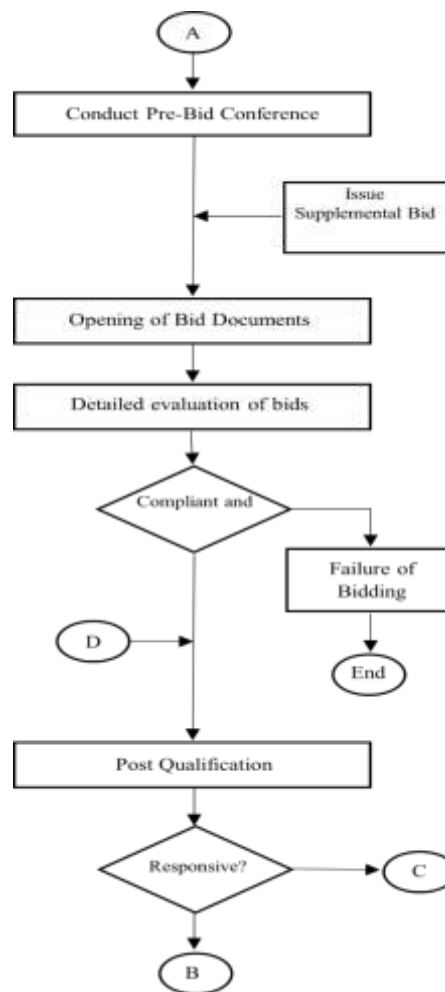 A
Conduct Pre-Bid Conference
Issue
Supplemental Bid
Opening of Bid Documents
Detailed evaluation of bids
Compliant and
Failure of
Bidding
D
End
Post Qualification
Responsive?
C
B